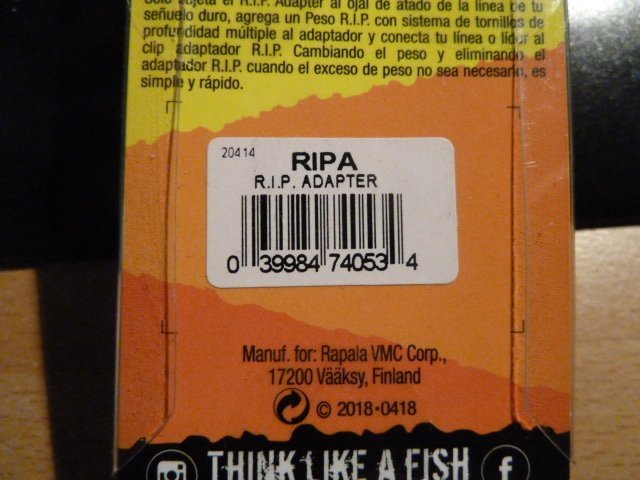 Solo sujeta el R.I.P. Adapter al ojal de atado de la línea de tu
señuelo duro, agrega un Peso R.I.P. con sistema de tornillos de
profundidad múltiple al adaptador y conecta tu línea o líder al
clip adaptador R.I.P. Cambiando el peso y eliminando el
adaptador R.I.P. cuando el exceso de peso no sea necesario, es
simple y rápido.
20414
RIPA
R.I.P. ADAPTER
0 39984 74053 4
Manuf. for: Rapala VMC Corp.,
17200 Vääksy, Finland
© 2018•0418
THINK LIKE A FISH